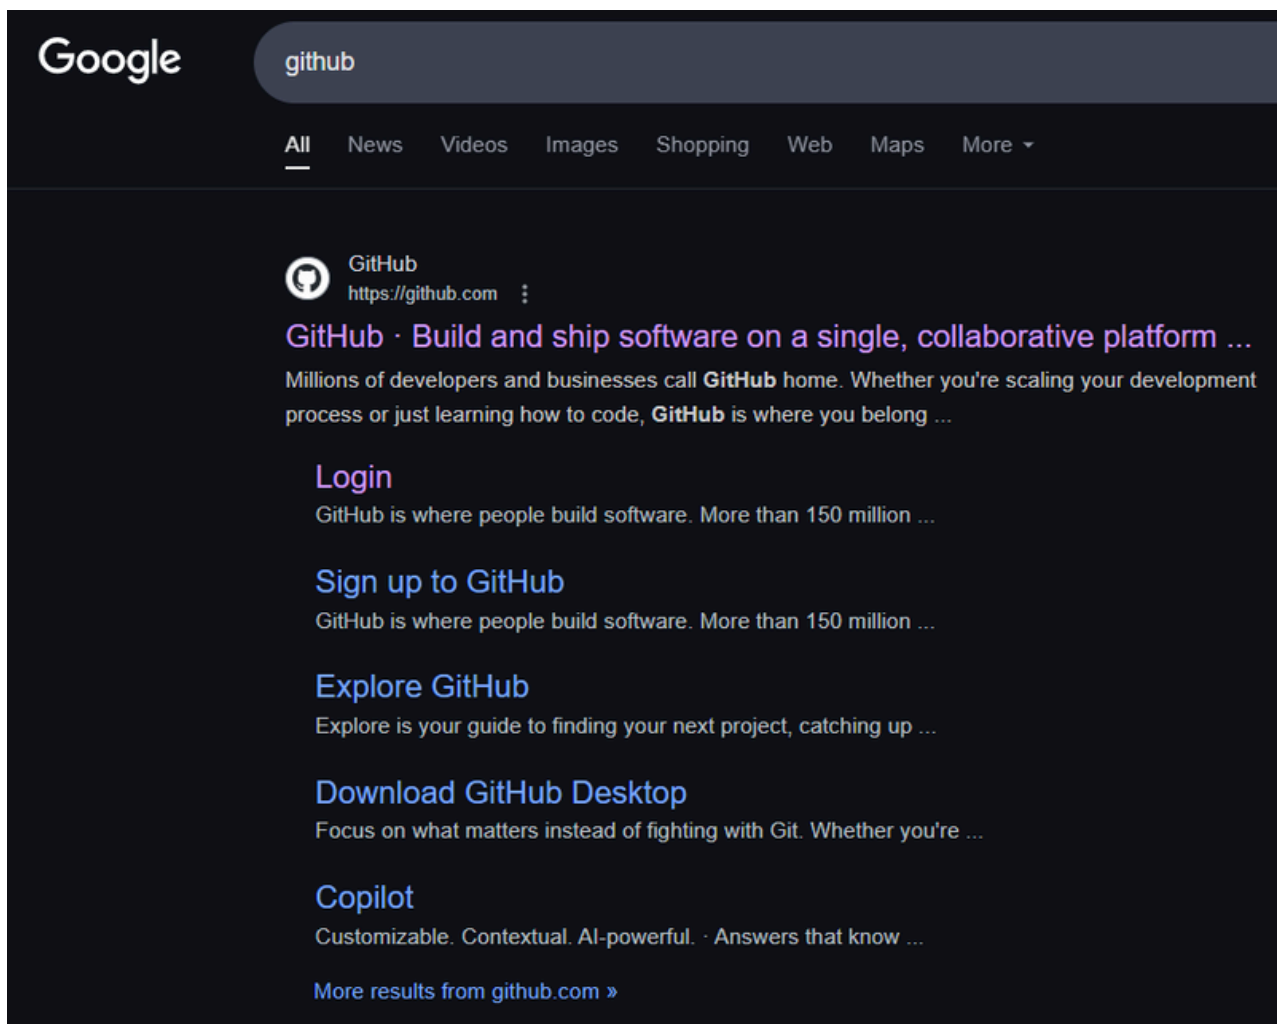 Google
github
All News Videos Images Shopping Web Maps More
GitHub
https://github.com
GitHub · Build and ship software on a single, collaborative platform ...
Millions of developers and businesses call GitHub home. Whether you're scaling your development
process or just learning how to code, GitHub is where you belong ...
Login
GitHub is where people build software. More than 150 million ...
Sign up to GitHub
GitHub is where people build software. More than 150 million ...
Explore GitHub
Explore is your guide to finding your next project, catching up ...
Download GitHub Desktop
Focus on what matters instead of fighting with Git. Whether you're ...
Copilot
Customizable. Contextual. AI-powerful. · Answers that know ...
More results from github.com »